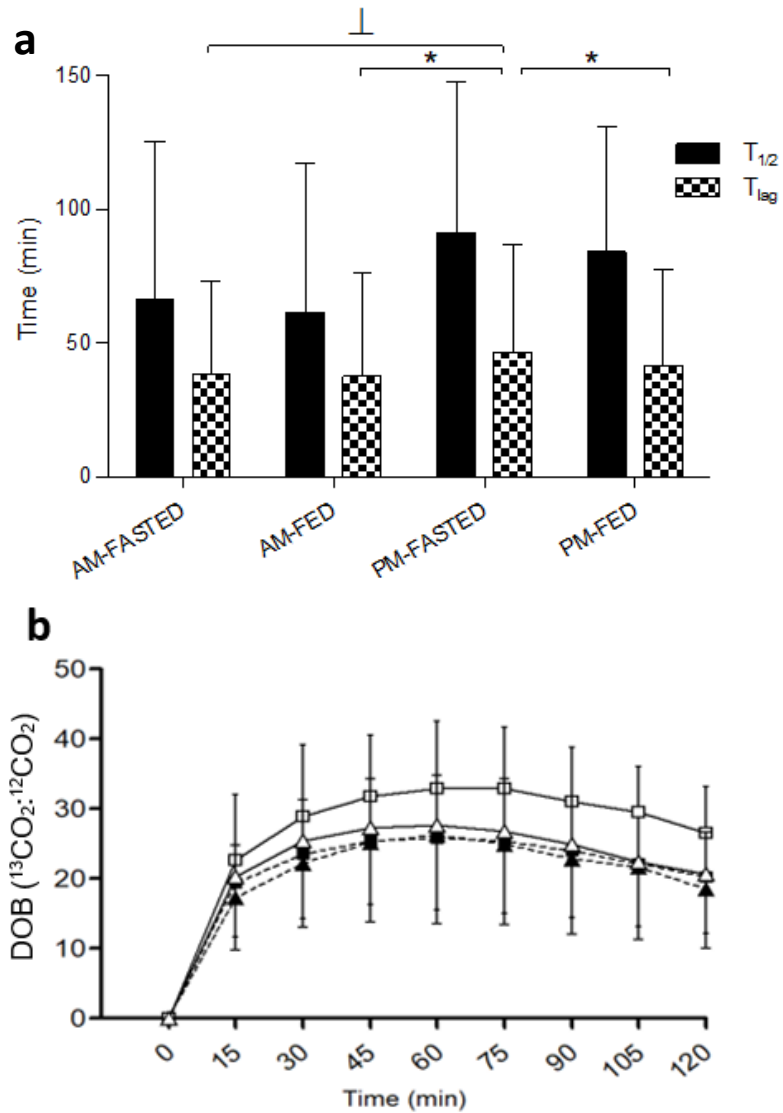 a
⊥
* *
150
100
50
0
Time (min)
T1/2
Tlag
AM-FASTED
AM-FED
PM-FASTED
PM-FED
b
50
40
30
20
10
0
DOB (¹³CO₂:¹²CO₂)
0 15 30 45 60 75 90 105 120
Time (min)